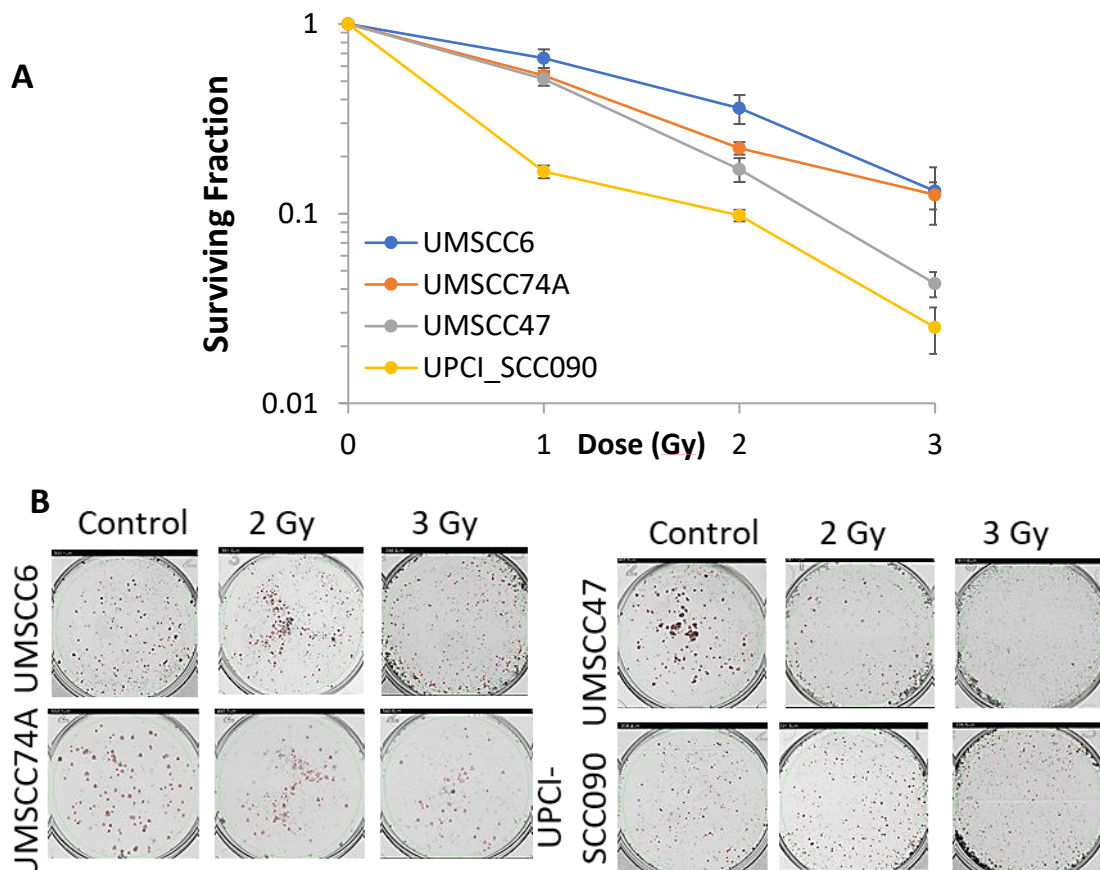 A
Surviving Fraction
1
0.1
0.01
UMSCC6
UMSCC74A
UMSCC47
UPCI_SCC090
0 1 2 3
Dose (Gy)
B
Control 2 Gy 3 Gy
UMSCC6
UMSCC74A
Control 2 Gy 3 Gy
UMSCC47
UPCI-
SCC090